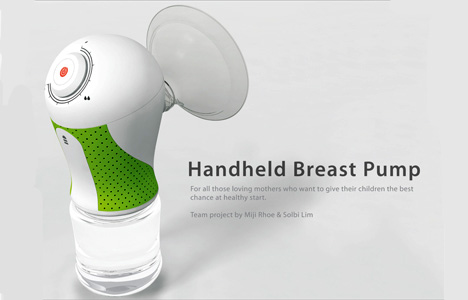 Handheld Breast Pump
For all those loving mothers who want to give their children the best
chance at healthy start.
Team project by Miji Rhoe & Solbi Lim